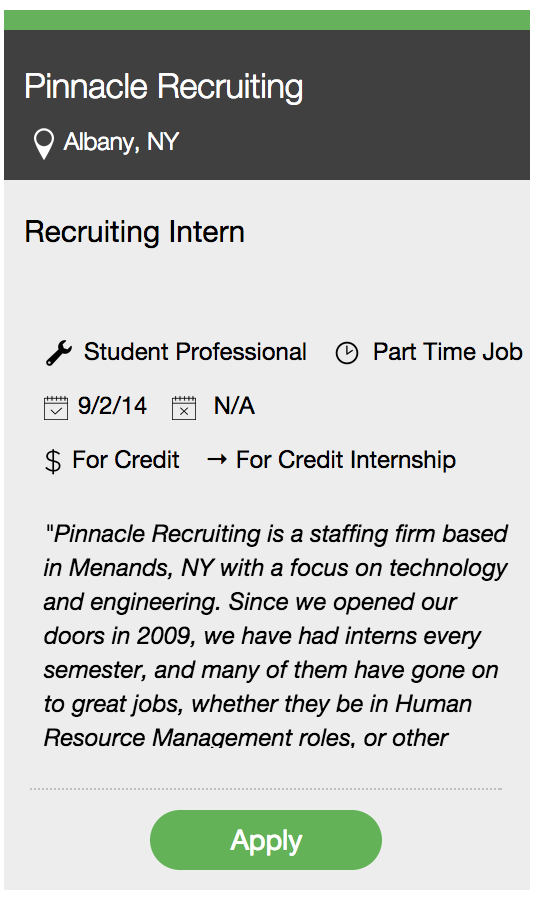 Pinnacle Recruiting
Albany, NY
Recruiting Intern
Student Professional Part Time Job
9/2/14 N/A
$ For Credit → For Credit Internship
"Pinnacle Recruiting is a staffing firm based
in Menands, NY with a focus on technology
and engineering. Since we opened our
doors in 2009, we have had interns every
semester, and many of them have gone on
to great jobs, whether they be in Human
Resource Management roles, or other
Apply